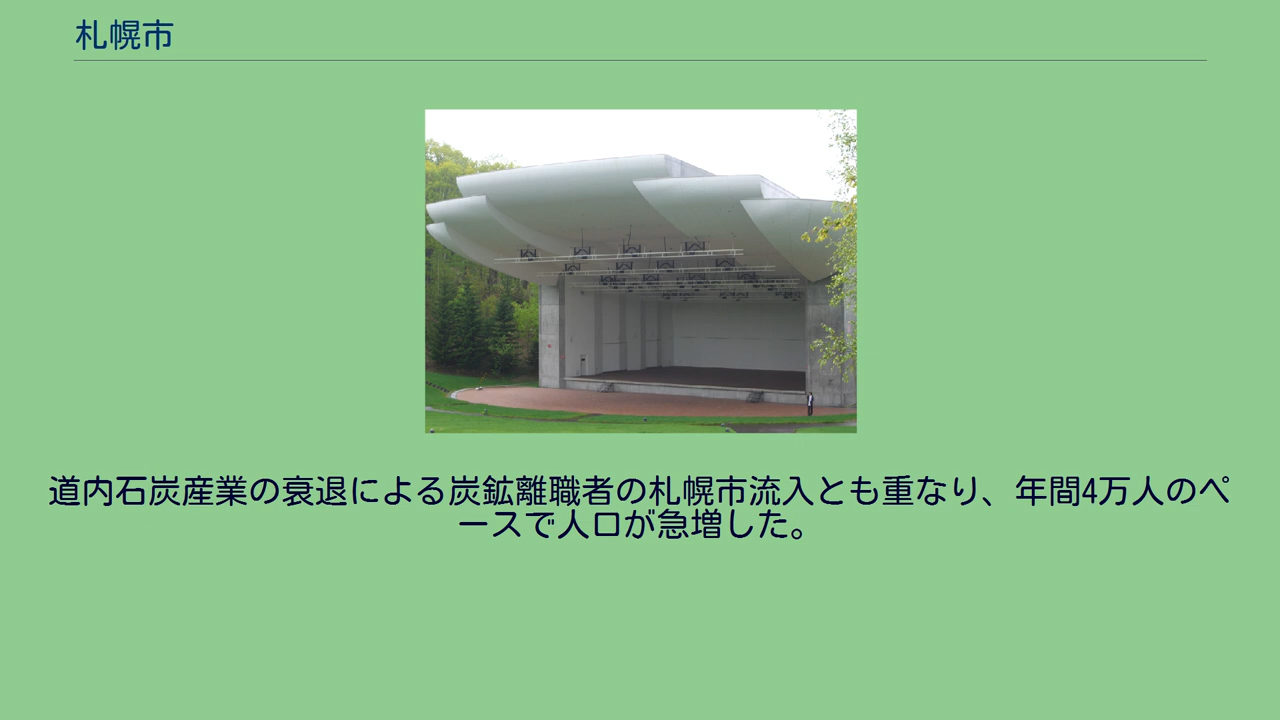 札幌市
道内石炭産業の衰退による炭鉱離職者の札幌市流入とも重なり、年間4万人のペ
ースで人口が急増した。